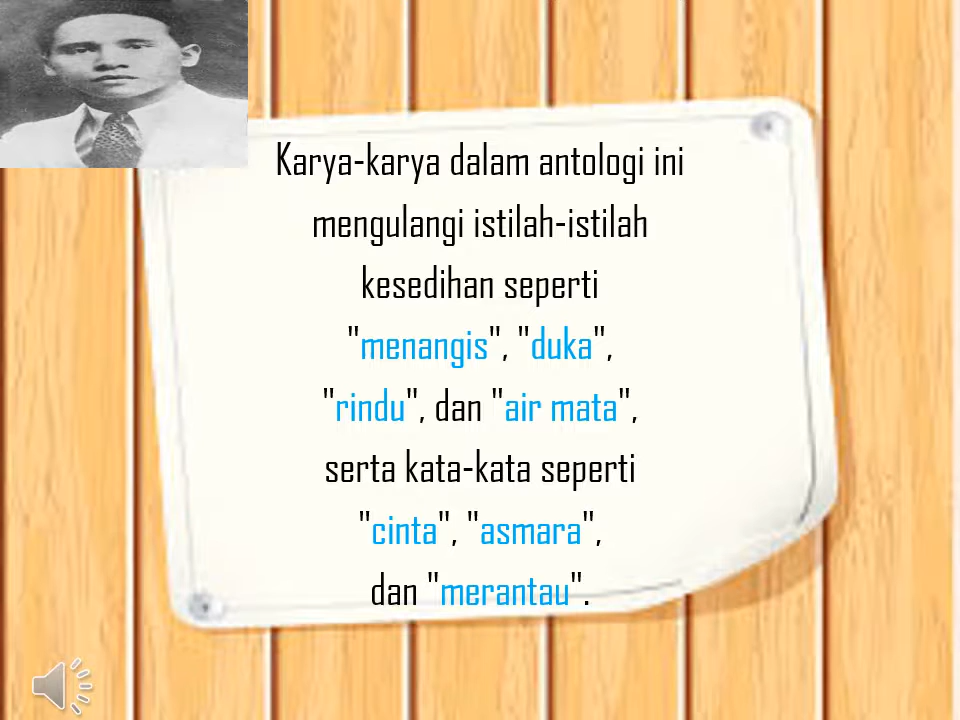 Karya-karya dalam antologi ini
mengulangi istilah-istilah
kesedihan seperti
"menangis", "duka",
"rindu", dan "air mata",
serta kata-kata seperti
"cinta", "asmara",
dan "merantau".